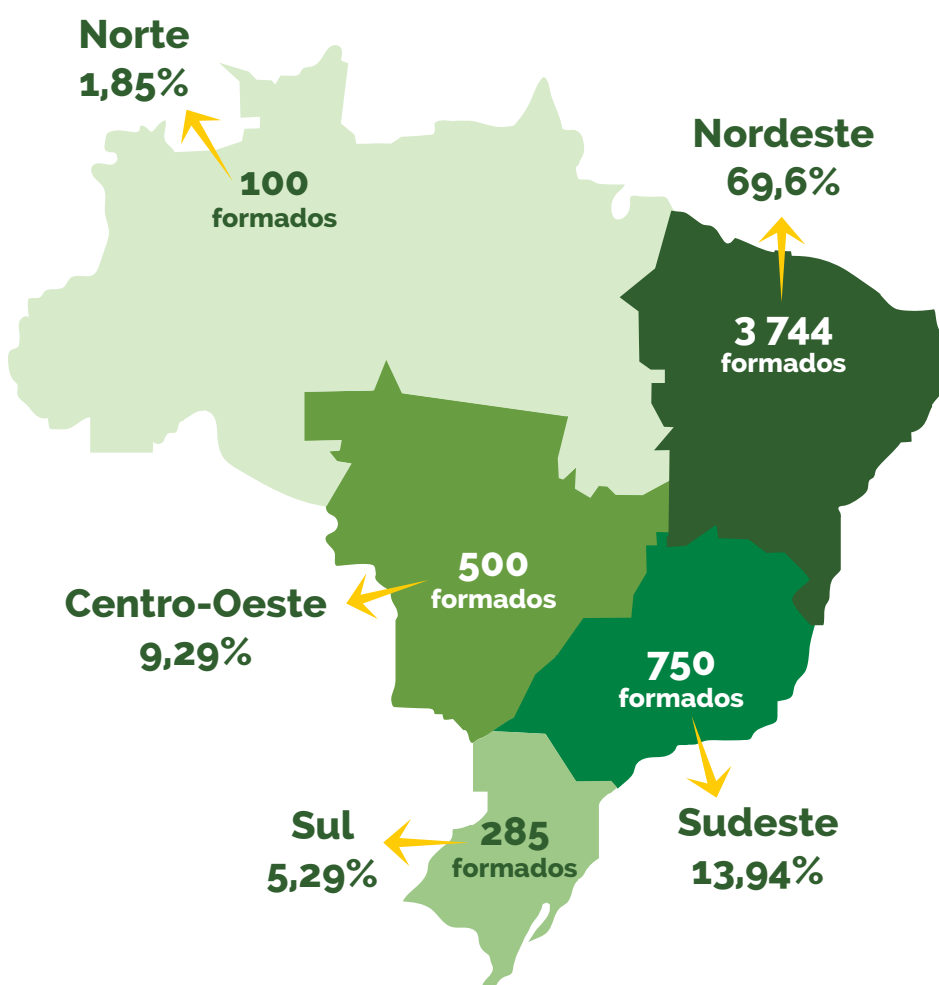 Norte
1,85%
100
formados
Nordeste
69,6%
3 744
formados
500
formados
Centro-Oeste
9,29%
750
formados
Sudeste
13,94%
285
formados
Sul
5,29%